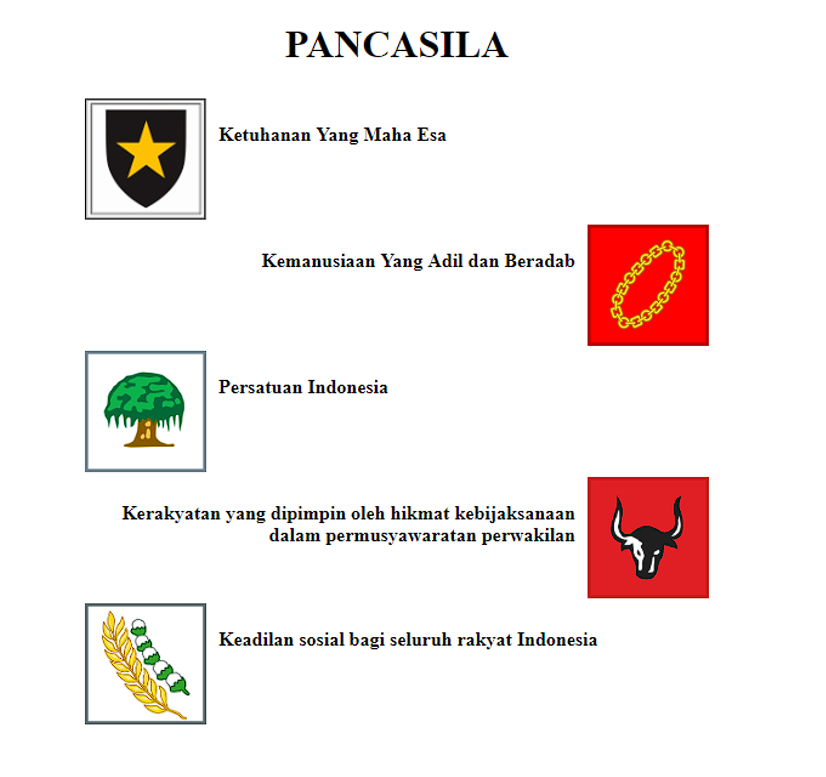 PANCASILA
Ketuhanan Yang Maha Esa
Kemanusiaan Yang Adil dan Beradab
Persatuan Indonesia
Kerakyatan yang dipimpin oleh hikmat kebijaksanaan
dalam permusyawaratan perwakilan
Keadilan sosial bagi seluruh rakyat Indonesia